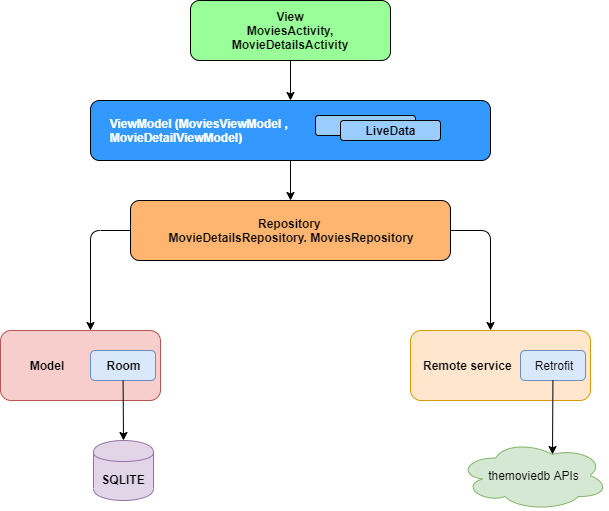 View
MoviesActivity,
MovieDetailsActivity
ViewModel (MoviesViewModel ,
MovieDetailViewModel)
LiveData
Repository
MovieDetailsRepository. MoviesRepository
Model
Room
Remote service
Retrofit
SQLITE
themoviedb APIs